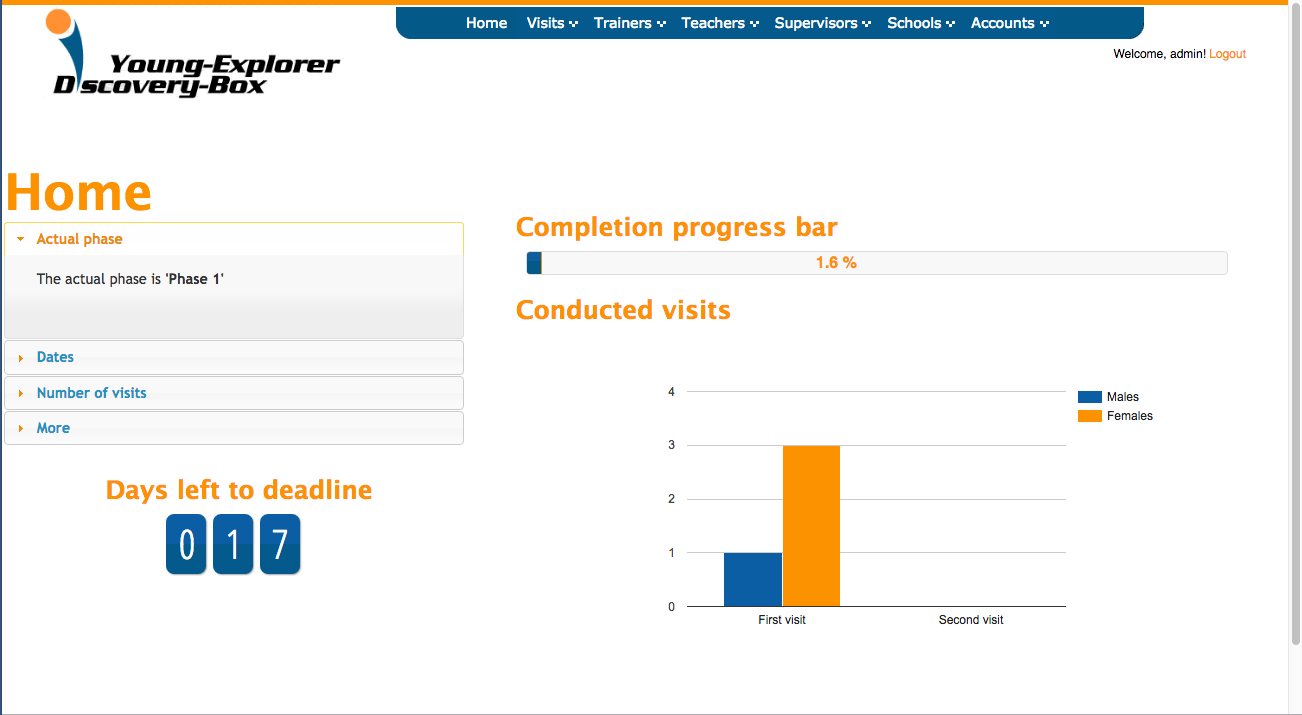 Home Visits Trainers Teachers Supervisors Schools Accounts
Welcome, admin! Logout
Young-Explorer
Discovery-Box
Home
Actual phase
The actual phase is 'Phase 1'
Dates
Number of visits
More
Days left to deadline
0 1 7
Completion progress bar
1.6 %
Conducted visits
4
3
2
1
0
First visit Second visit
Males
Females